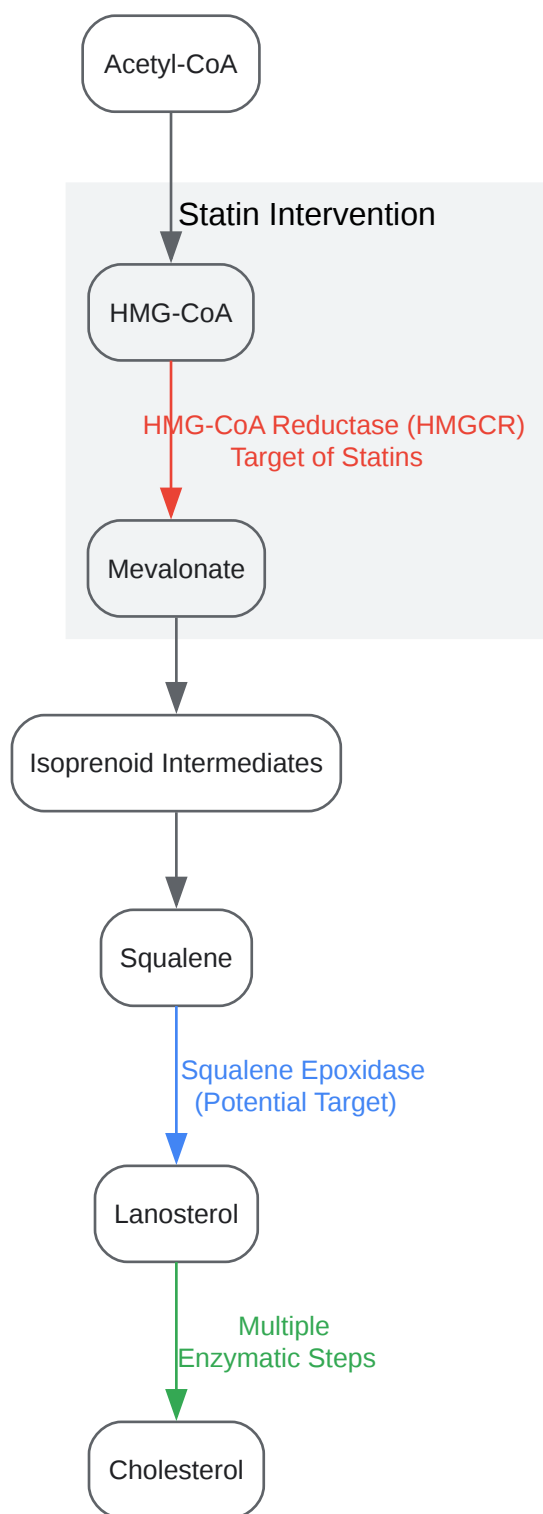 Acetyl-CoA
Statin Intervention
HMG-CoA
HMG-CoA Reductase (HMGCR)
Target of Statins
Mevalonate
Isoprenoid Intermediates
Squalene
Squalene Epoxidase
(Potential Target)
Lanosterol
Multiple
Enzymatic Steps
Cholesterol